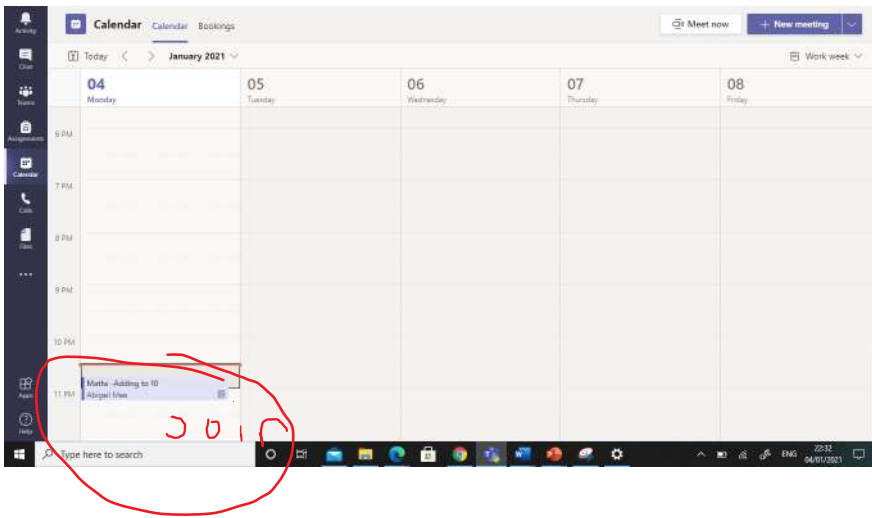 Activity
Calendar Calendar Bookings
Meet now
+ New meeting
Chat
Today < > January 2021
Work week
Teams
04 05 06 07 08
Monday Tuesday Wednesday Thursday Friday
Assignments
6 PM
Calendar
7 PM
Calls
8 PM
Files
...
9 PM
10 PM
Maths -Adding to 10
Apps
11 PM
Abigail Mee
Join
Help
Type here to search
ENG
22:32
04/01/2021